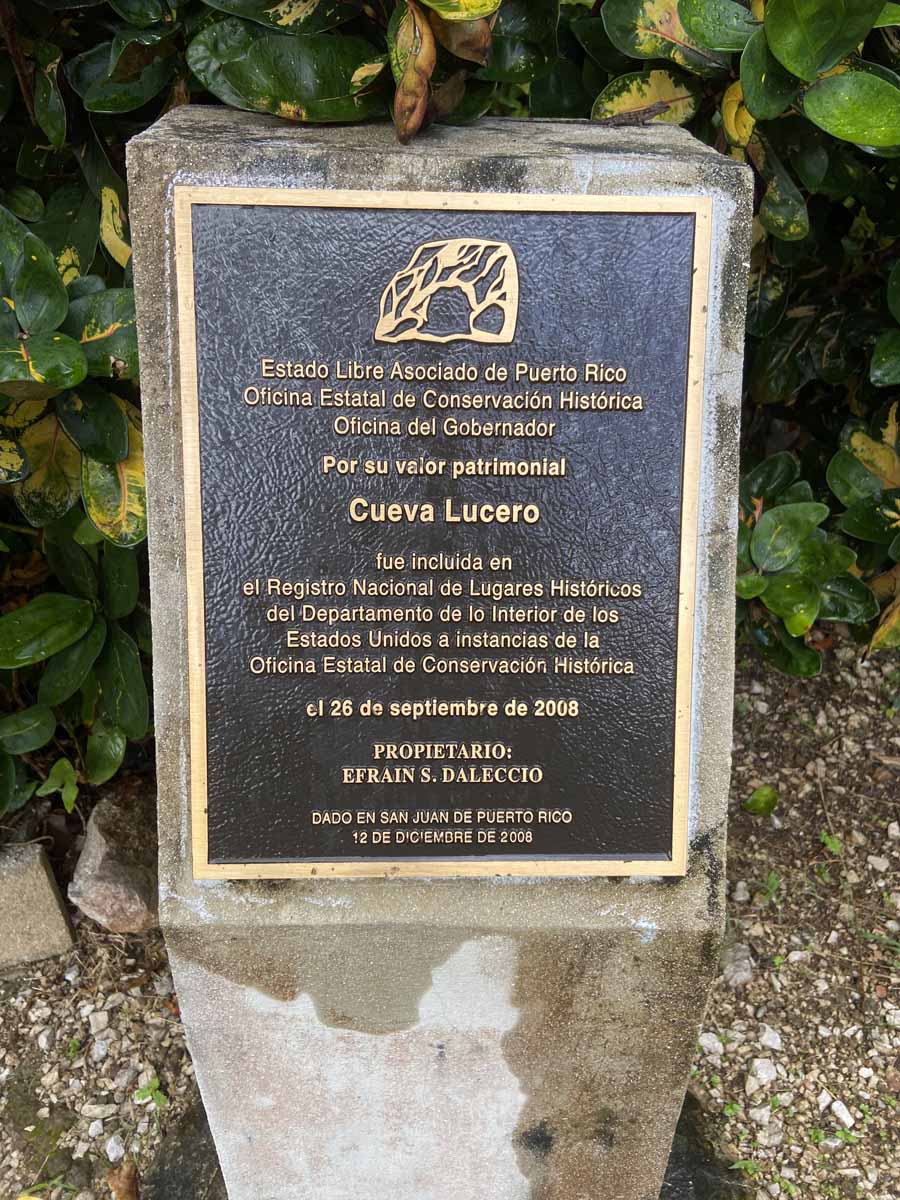 Estado Libre Asociado de Puerto Rico
Oficina Estatal de Conservación Histórica
Oficina del Gobernador
Por su valor patrimonial
Cueva Lucero
fue incluida en
el Registro Nacional de Lugares Históricos
del Departamento de lo Interior de los
Estados Unidos a instancias de la
Oficina Estatal de Conservación Histórica
el 26 de septiembre de 2008
PROPIETARIO:
EFRAIN S. DALECCIO
DADO EN SAN JUAN DE PUERTO RICO
12 DE DICIEMBRE DE 2008